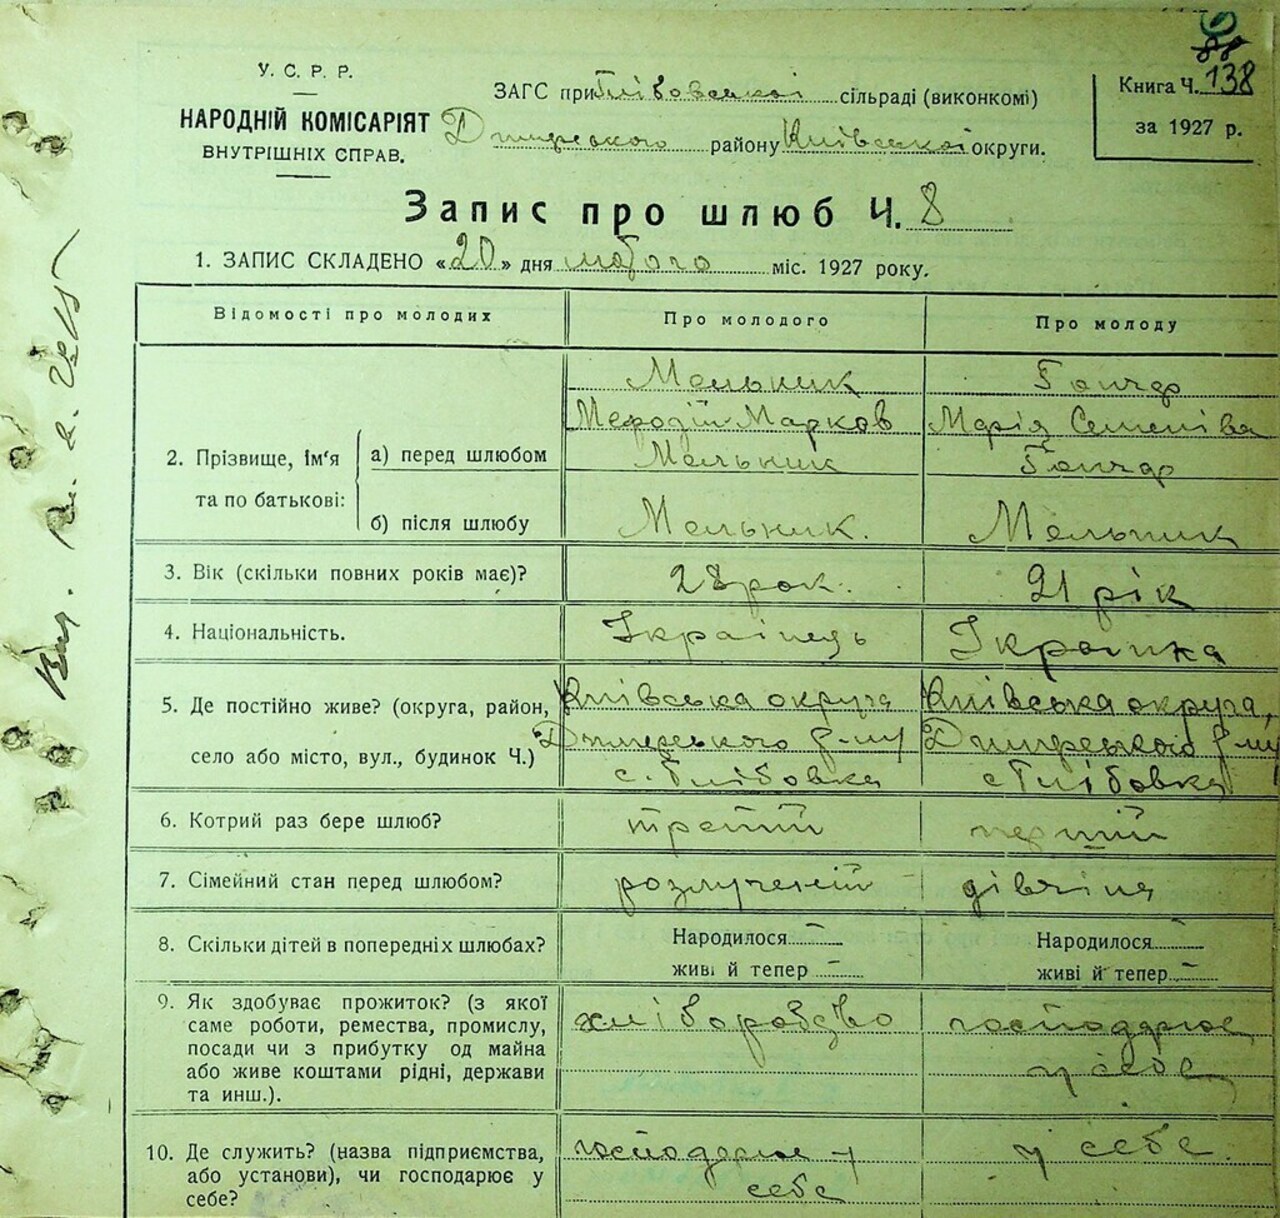 У. С. Р. Р.
НАРОДНІЙ КОМІСАРІЯТ
ВНУТРІШНІХ СПРАВ.
ЗАГС при Глібовської сільраді (виконкомі)
Димерського району Київської округи.
Книга Ч. 138
за 1927 р.
Запис про шлюб Ч. 8
1. ЗАПИС СКЛАДЕНО «20» дня лютого міс. 1927 року.
Відомості про молодих
Про молодого
Про молоду
2. Прізвище, ім'я
та по батькові:
а) перед шлюбом
б) після шлюбу
Мельник
Мефодій Марков
Мельник
Мельник.
Гончар
Марія Семенівна
Гончар
Мельник
3. Вік (скільки повних років має)?
28 рок.
21 рік
4. Національність.
Українець
Українка
5. Де постійно живе? (округа, район,
село або місто, вул., будинок Ч.)
Київська округа
Димерського р-ну
с. Глібовка
Київська округа,
Димерського р-ну
с Глібовка
6. Котрий раз бере шлюб?
третій
перший
7. Сімейний стан перед шлюбом?
розлученій
дівчина
8. Скільки дітей в попередніх шлюбах?
Народилося —
живі й тепер —
Народилося —
живі й тепер —
9. Як здобуває прожиток? (з якої
саме роботи, ремества, промислу,
посади чи з прибутку од майна
або живе коштами рідні, держави
та инш.).
хліборобство
господарює
у себе
10. Де служить? (назва підприємства,
або установи), чи господарює у
себе?
господарює у
себе
у себе